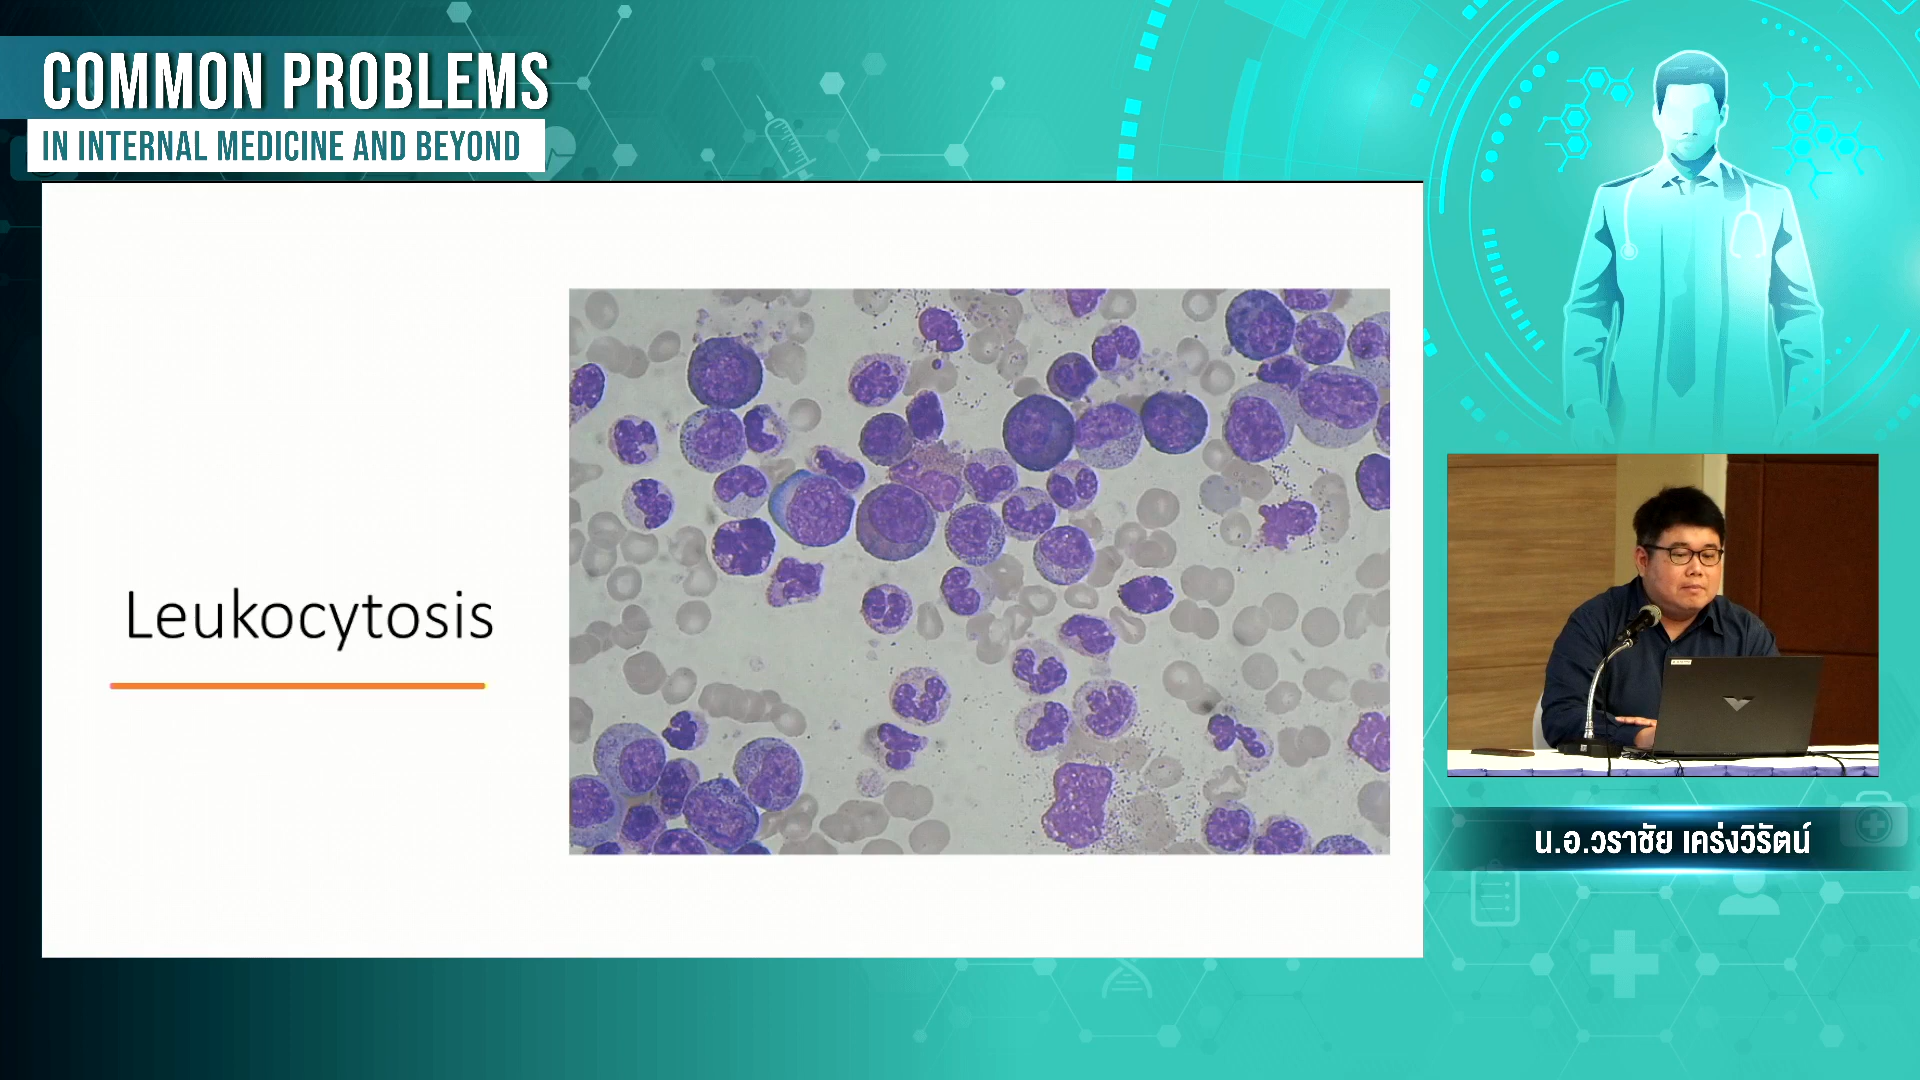 COMMON PROBLEMS
IN INTERNAL MEDICINE AND BEYOND
Leukocytosis
น.อ.วราชัย เคร่งวิรัตน์